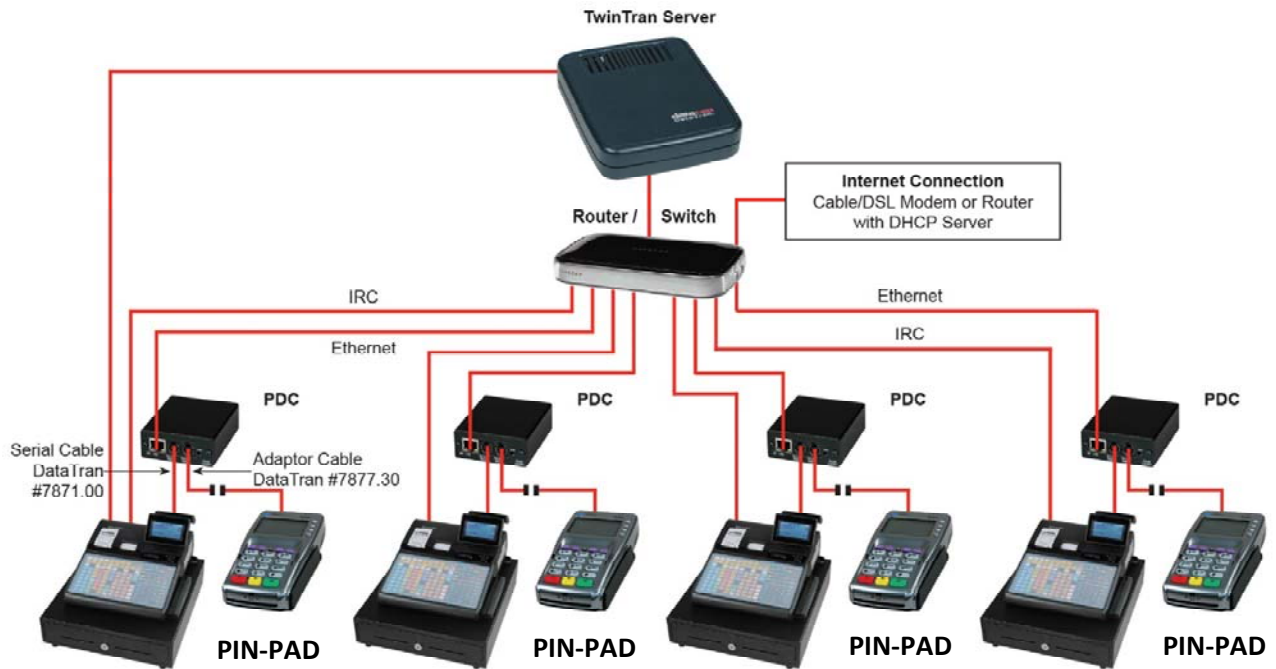 TwinTran Server
Internet Connection
Cable/DSL Modem or Router
with DHCP Server
Router / Switch
IRC
Ethernet
Ethernet
IRC
PDC
PDC
PDC
PDC
Serial Cable
DataTran
#7871.00
Adaptor Cable
DataTran #7877.30
PIN-PAD
PIN-PAD
PIN-PAD
PIN-PAD